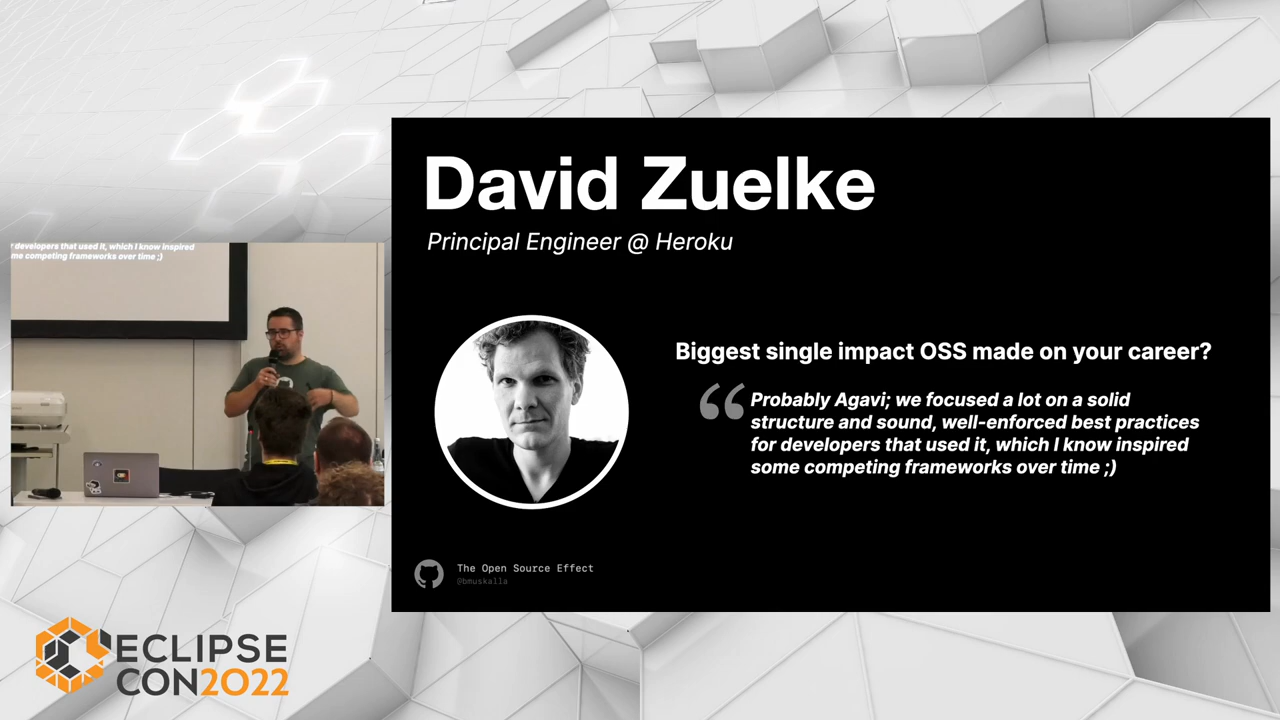 David Zuelke
Principal Engineer @ Heroku
r developers that used it, which I know inspired
me competing frameworks over time ;)
Biggest single impact OSS made on your career?
“Probably Agavi; we focused a lot on a solid
structure and sound, well-enforced best practices
for developers that used it, which I know inspired
some competing frameworks over time ;)
The Open Source Effect
@bmuskalla
ECLIPSE
CON2022